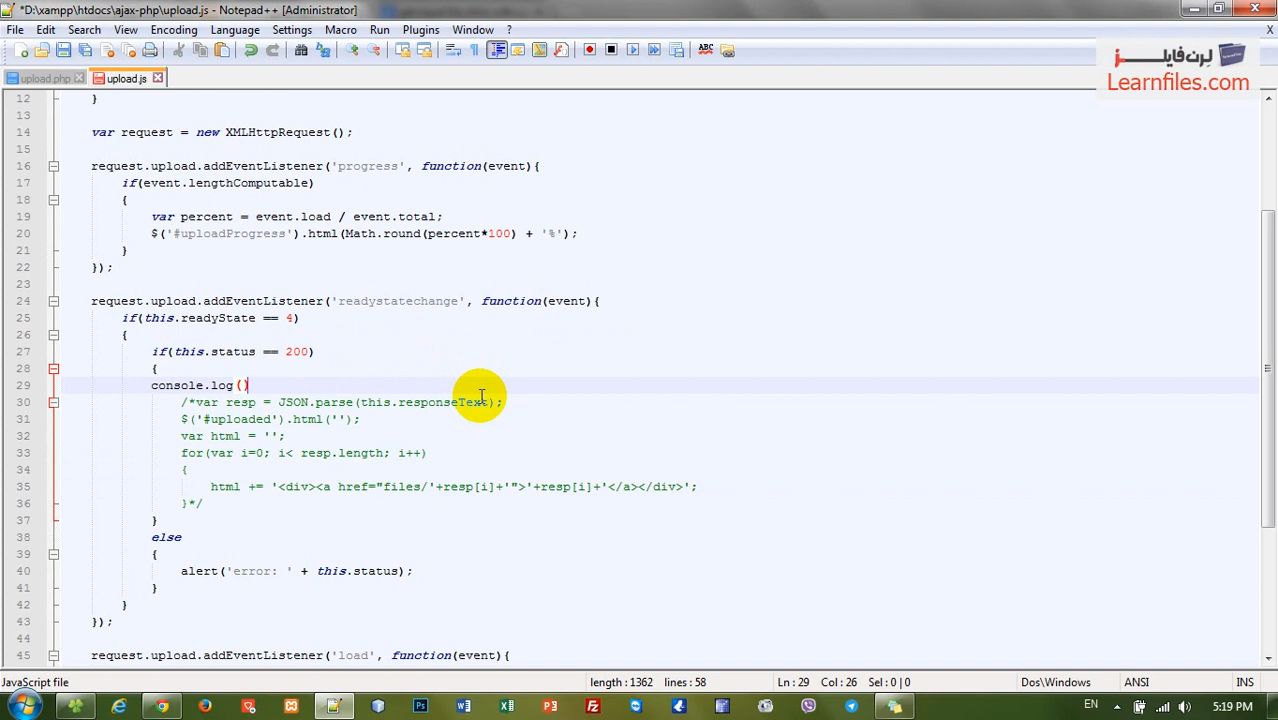 *D:\xampp\htdocs\ajax-php\upload.js - Notepad++ [Administrator]
File Edit Search View Encoding Language Settings Macro Run Plugins Window ? X
لرن‌فایلز
Learnfiles.com
upload.php upload.js
12 }
13
14 var request = new XMLHttpRequest();
15
16 request.upload.addEventListener('progress', function(event){
17 if(event.lengthComputable)
18 {
19 var percent = event.load / event.total;
20 $('#uploadProgress').html(Math.round(percent*100) + '%');
21 }
22 });
23
24 request.upload.addEventListener('readystatechange', function(event){
25 if(this.readyState == 4)
26 {
27 if(this.status == 200)
28 {
29 console.log()
30 /*var resp = JSON.parse(this.responseText);
31 $('#uploaded').html('');
32 var html = '';
33 for(var i=0; i< resp.length; i++)
34 {
35 html += '<div><a href="files/'+resp[i]+'">'+resp[i]+'</a></div>';
36 }*/
37 }
38 else
39 {
40 alert('error: ' + this.status);
41 }
42 }
43 });
44
45 request.upload.addEventListener('load', function(event){
JavaScript file length : 1362 lines : 58 Ln : 29 Col : 26 Sel : 0 | 0 Dos\Windows ANSI INS
EN 5:19 PM